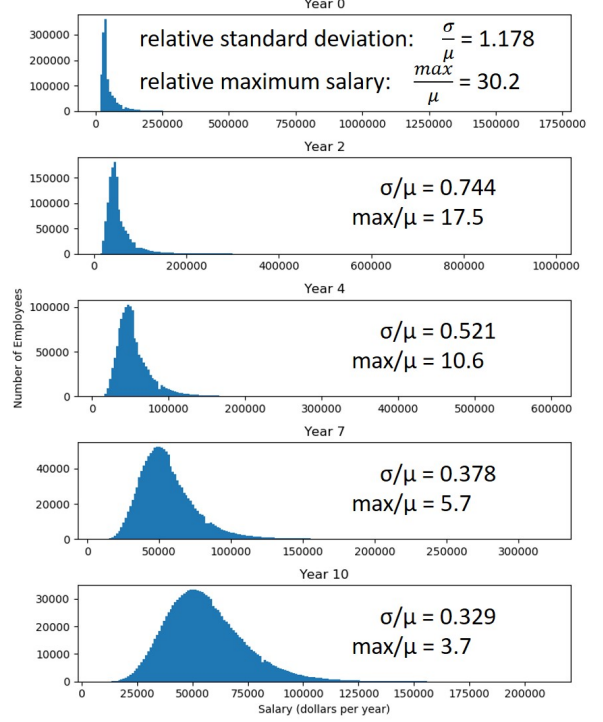 Year 0
relative standard deviation: σ/μ = 1.178
relative maximum salary: max/μ = 30.2
300000
200000
100000
0
0 250000 500000 750000 1000000 1250000 1500000 1750000
Year 2
σ/μ = 0.744
max/μ = 17.5
150000
100000
50000
0
0 200000 400000 600000 800000 1000000
Year 4
σ/μ = 0.521
max/μ = 10.6
100000
50000
0
0 100000 200000 300000 400000 500000 600000
Number of Employees
Year 7
σ/μ = 0.378
max/μ = 5.7
40000
20000
0
0 50000 100000 150000 200000 250000 300000
Year 10
σ/μ = 0.329
max/μ = 3.7
30000
20000
10000
0
0 25000 50000 75000 100000 125000 150000 175000 200000
Salary (dollars per year)